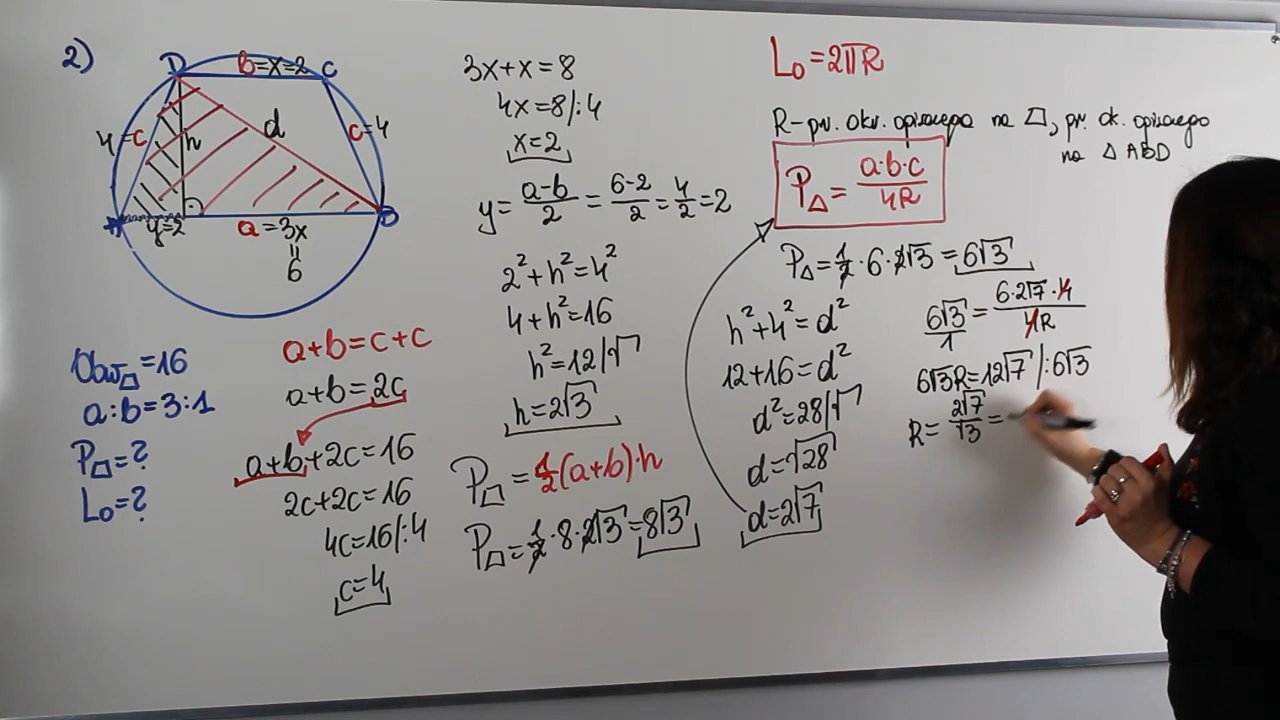 2)
D
b=x=2
C
4=c
h
d
c=4
A
y=2
a=3x
=
6
B
Obw▱=16
a:b=3:1
P▱=?
L₀=?
a+b=c+c
a+b=2c
a+b+2c=16
2c+2c=16
4c=16/:4
c=4
3x+x=8
4x=8/:4
x=2
y=(a-b)/2=(6-2)/2=4/2=2
2²+h²=4²
4+h²=16
h²=12/√
h=2√3
P▱=1/2(a+b)·h
P▱=1/2·8·2√3=8√3
L₀=2πR
R-pr. okr. opisanego na ▱, pr. ok. opisanego
na △ABD
P△=a·b·c/4R
P△=1/2·6·2√3=6√3
h²+4²=d²
12+16=d²
d²=28/√
d=√28
d=2√7
6√3/1=6·2√7·4/4R
6√3R=12√7/:6√3
R=2√7/√3=